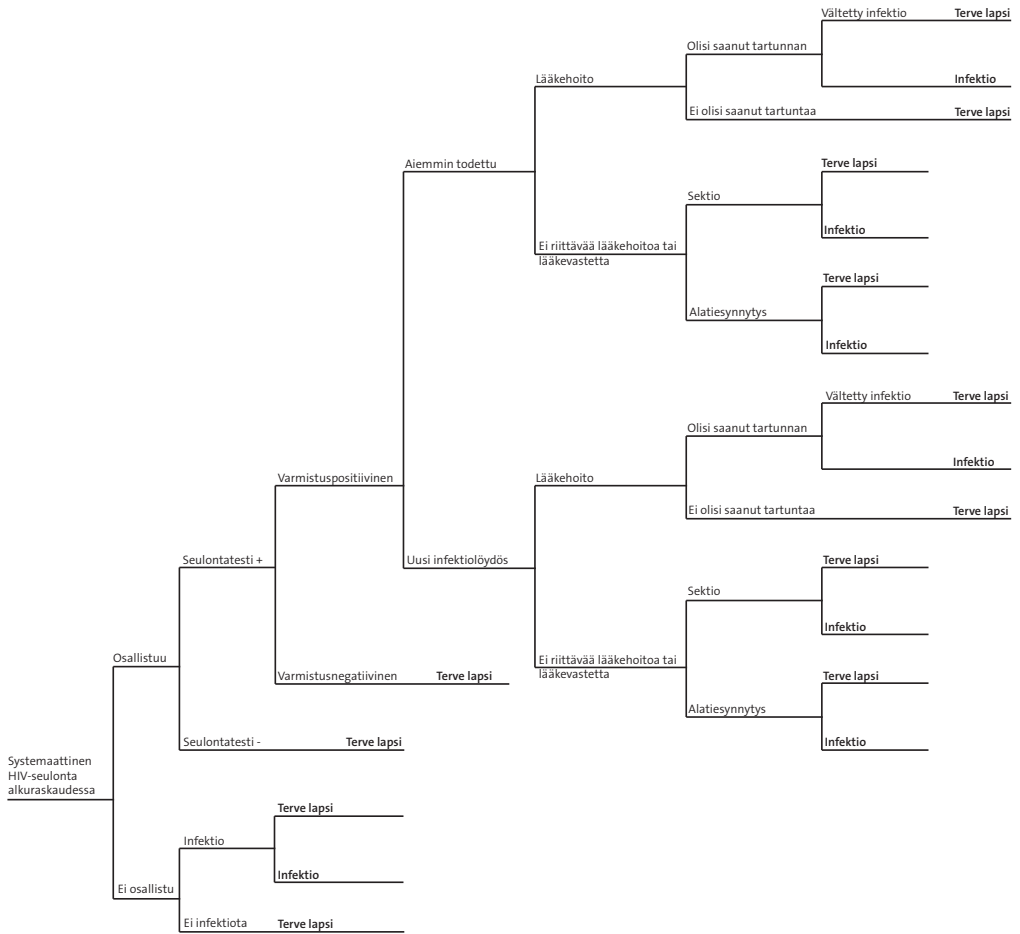 Vältetty infektio Terve lapsi
Olisi saanut tartunnan
Infektio
Lääkehoito
Ei olisi saanut tartuntaa Terve lapsi
Aiemmin todettu
Terve lapsi
Sektio
Infektio
Ei riittävää lääkehoitoa tai
lääkevastetta
Terve lapsi
Alatiesynnytys
Infektio
Vältetty infektio Terve lapsi
Olisi saanut tartunnan
Infektio
Varmistuspositiivinen
Lääkehoito
Ei olisi saanut tartuntaa Terve lapsi
Seulontatesti +
Uusi infektiolöydös
Terve lapsi
Sektio
Infektio
Osallistuu
Ei riittävää lääkehoitoa tai
lääkevastetta
Varmistusnegatiivinen Terve lapsi
Terve lapsi
Alatiesynnytys
Infektio
Seulontatesti - Terve lapsi
Systemaattinen
HIV-seulonta
alkuraskaudessa
Terve lapsi
Infektio
Infektio
Ei osallistu
Ei infektiota Terve lapsi